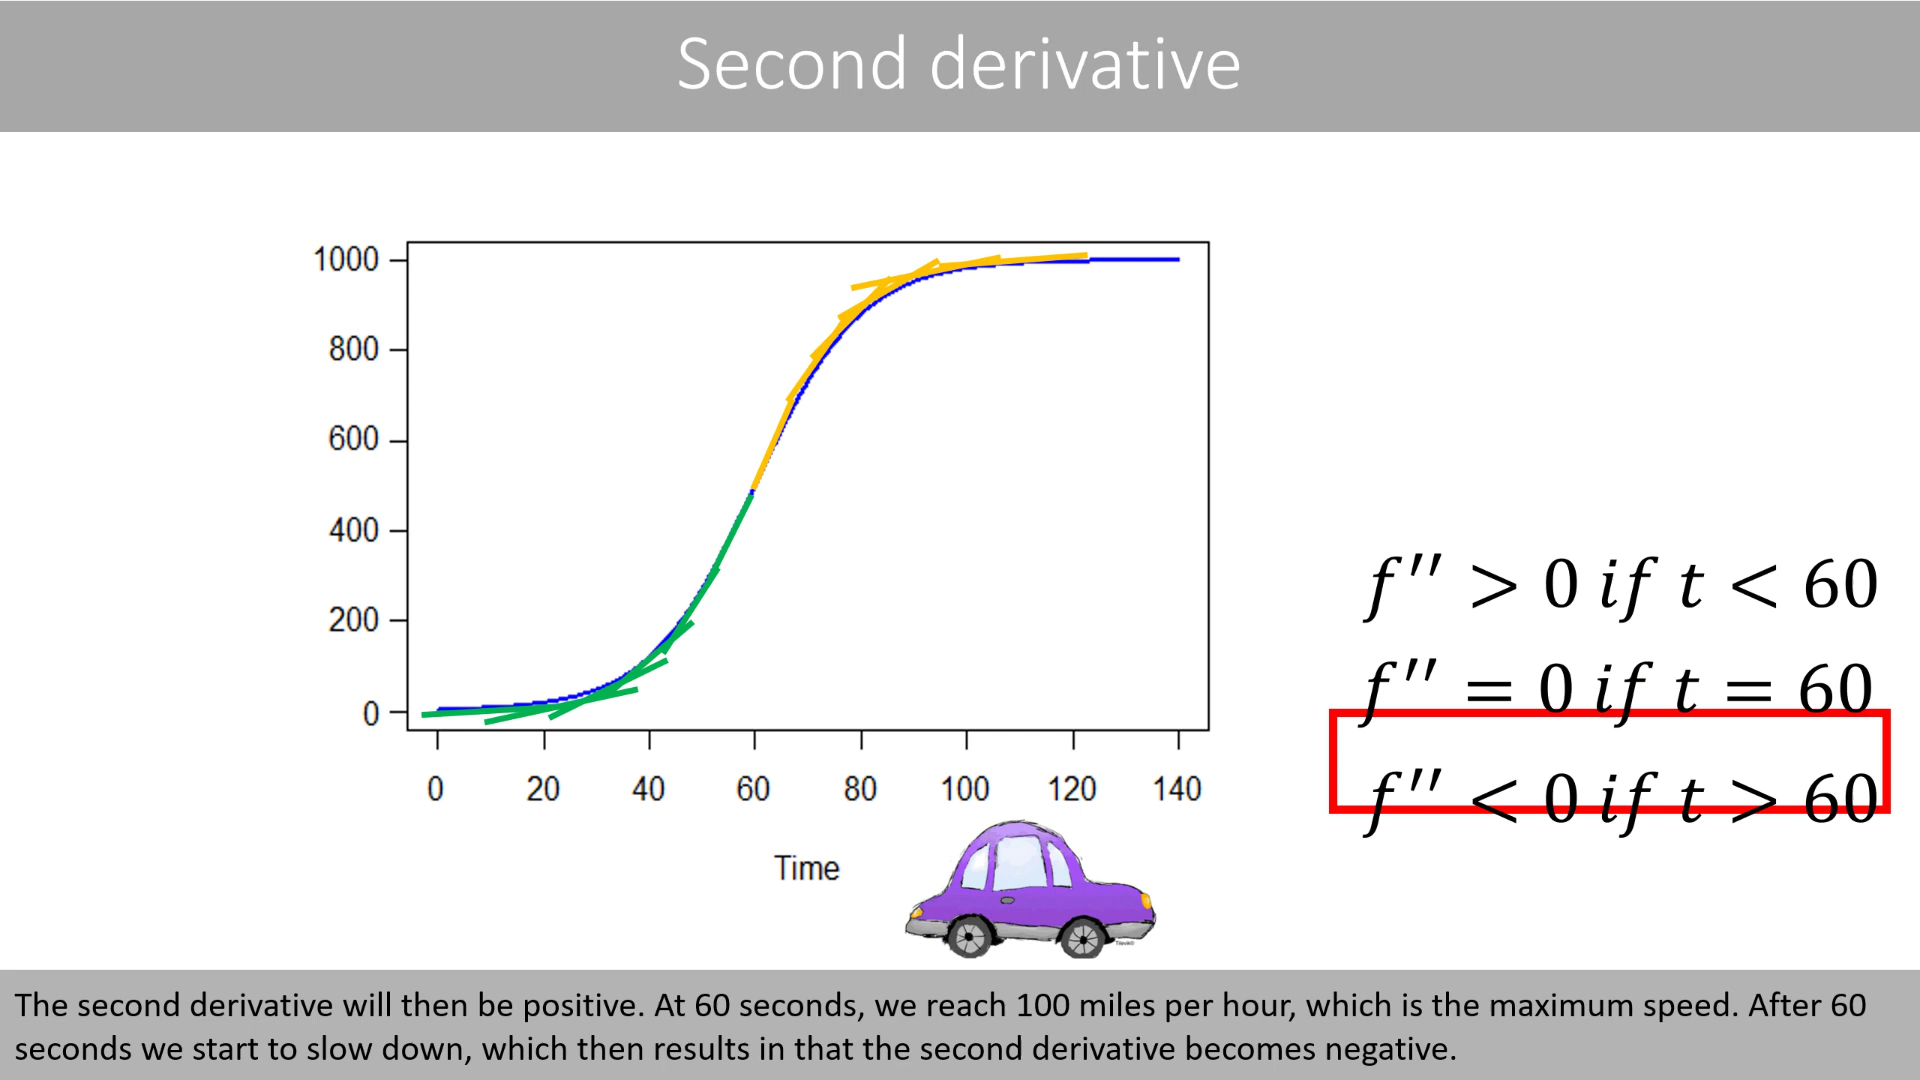 Second derivative
1000
800
600
400
200
0
0 20 40 60 80 100 120 140
Time
f′′ > 0 if t < 60
f′′ = 0 if t = 60
f′′ < 0 if t > 60
The second derivative will then be positive. At 60 seconds, we reach 100 miles per hour, which is the maximum speed. After 60
seconds we start to slow down, which then results in that the second derivative becomes negative.